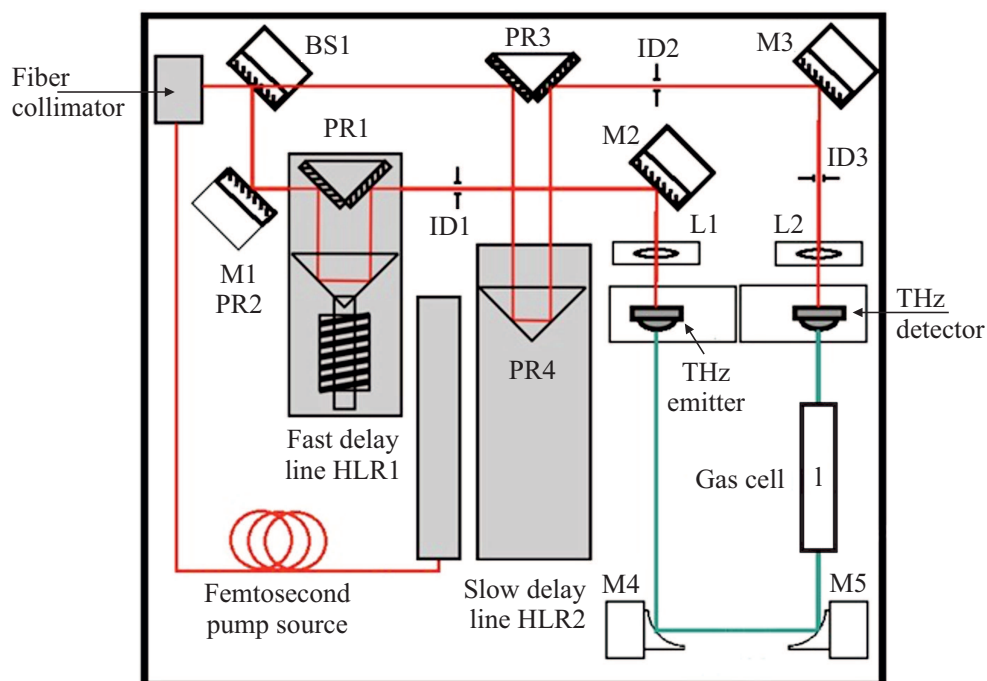 BS1
PR3
ID2
M3
Fiber
collimator
PR1
M2
ID3
ID1
L1
L2
M1
PR2
THz
detector
PR4
THz
emitter
Fast delay
line HLR1
Gas cell
1
Femtosecond
pump source
Slow delay
line HLR2
M4
M5